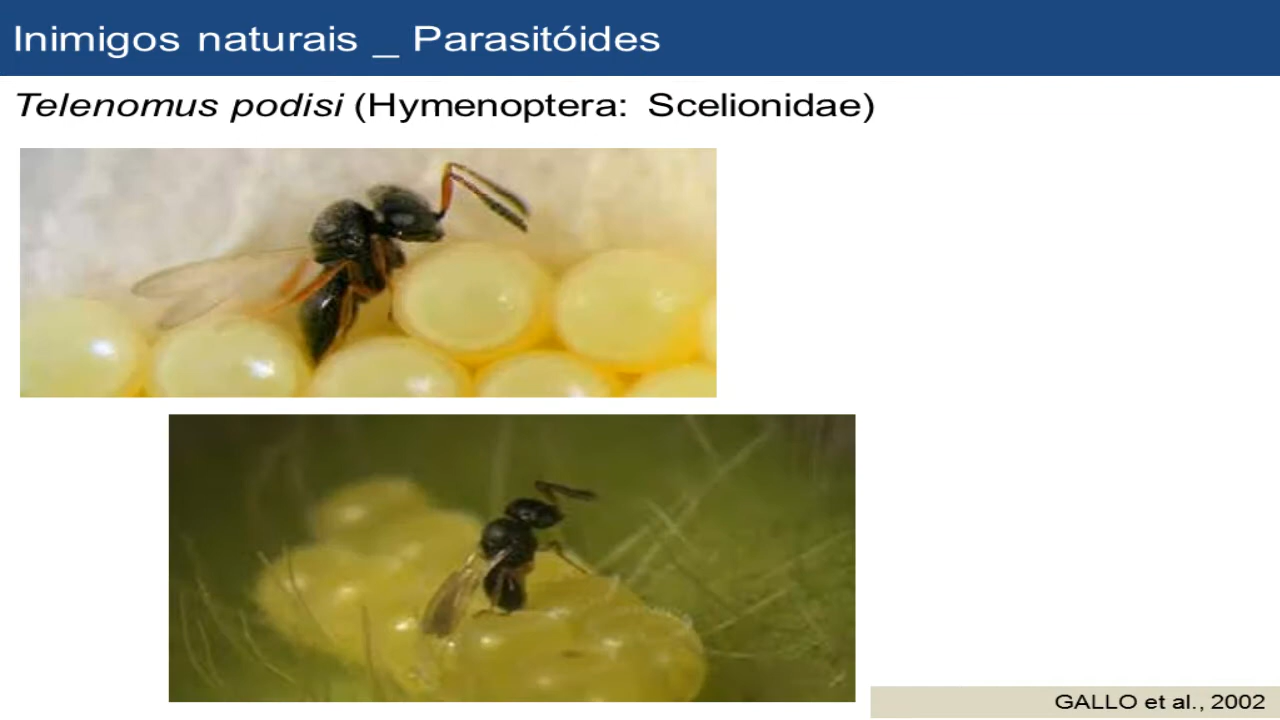 Inimigos naturais _ Parasitóides
Telenomus podisi (Hymenoptera: Scelionidae)
GALLO et al., 2002